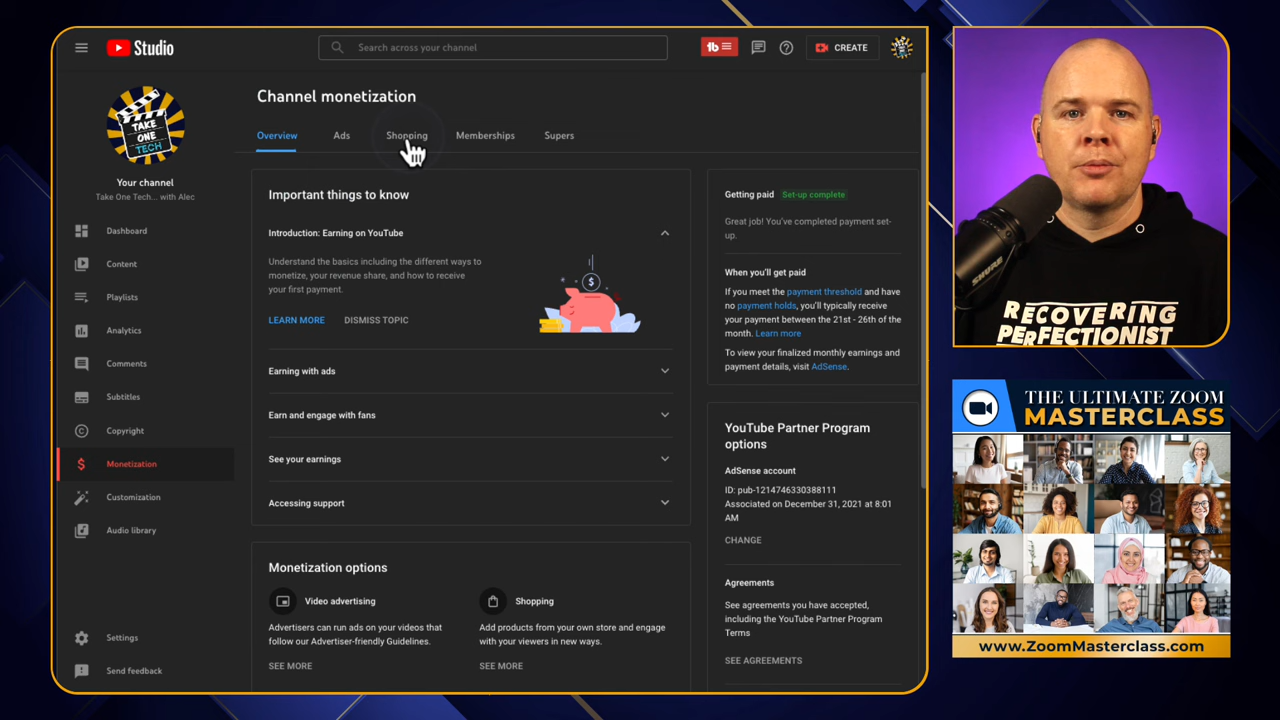 Studio
Search across your channel
CREATE
TAKE
ONE
TECH
Your channel
Take One Tech... with Alec
Dashboard
Content
Playlists
Analytics
Comments
Subtitles
Copyright
Monetization
Customization
Audio library
Settings
Send feedback
Channel monetization
Overview
Ads
Shopping
Memberships
Supers
Important things to know
Introduction: Earning on YouTube
Understand the basics including the different ways to
monetize, your revenue share, and how to receive
your first payment.
LEARN MORE
DISMISS TOPIC
Earning with ads
Earn and engage with fans
See your earnings
Accessing support
Monetization options
Video advertising
Advertisers can run ads on your videos that
follow our Advertiser-friendly Guidelines.
SEE MORE
Shopping
Add products from your own store and engage
with your viewers in new ways.
SEE MORE
Getting paid
Set-up complete
Great job! You've completed payment set-
up.
When you'll get paid
If you meet the payment threshold and have
no payment holds, you'll typically receive
your payment between the 21st - 26th of the
month. Learn more
To view your finalized monthly earnings and
payment details, visit AdSense.
YouTube Partner Program
options
AdSense account
ID: pub-1214746330388111
Associated on December 31, 2021 at 8:01
AM
CHANGE
Agreements
See agreements you have accepted,
including the YouTube Partner Program
Terms
SEE AGREEMENTS
SHURE
RECOVERING
PERFECTIONIST
THE ULTIMATE ZOOM
MASTERCLASS
www.ZoomMasterclass.com